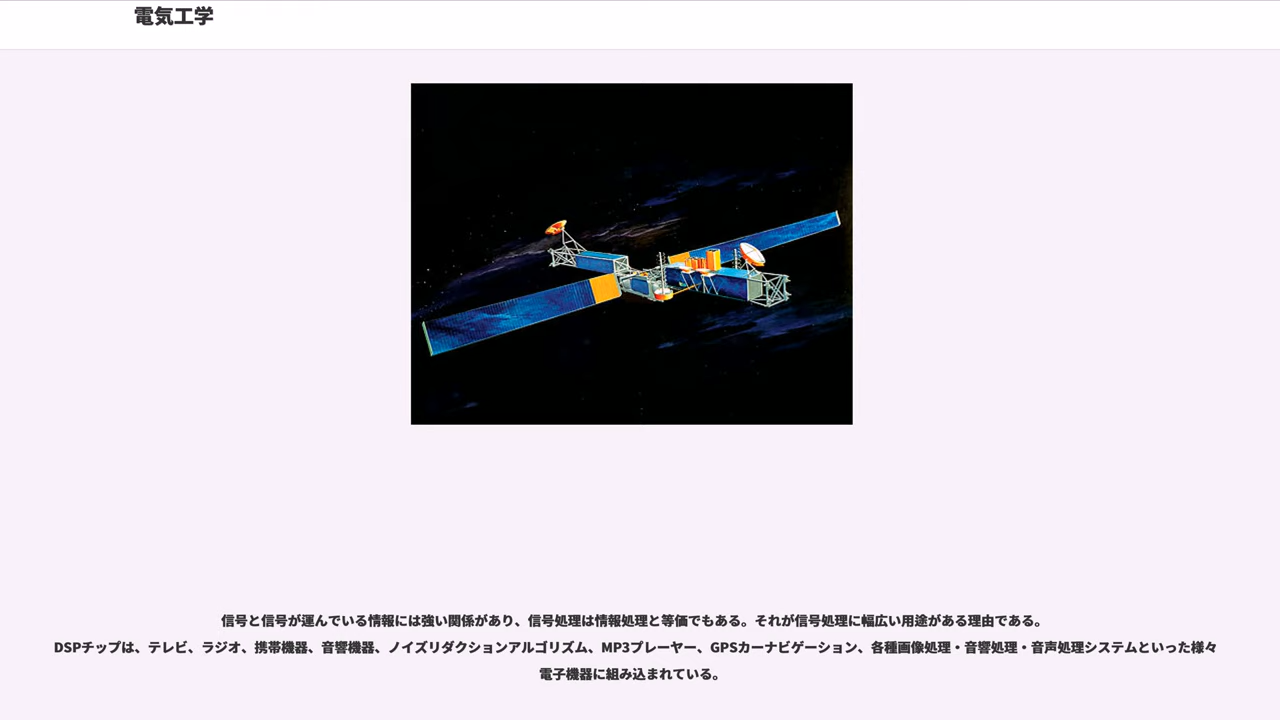 電気工学
信号と信号が運んでいる情報には強い関係があり、信号処理は情報処理と等価でもある。それが信号処理に幅広い用途がある理由である。
DSPチップは、テレビ、ラジオ、携帯機器、音響機器、ノイズリダクションアルゴリズム、MP3プレーヤー、GPSカーナビゲーション、各種画像処理・音響処理・音声処理システムといった様々
電子機器に組み込まれている。